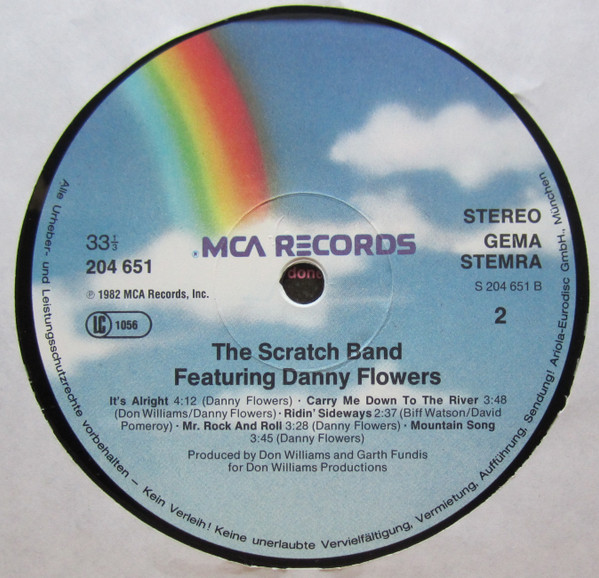 MCA RECORDS
33 1/3
204 651
℗ 1982 MCA Records, Inc.
LC 1056
STEREO
GEMA
STEMRA
S 204 651 B
2
done
The Scratch Band
Featuring Danny Flowers
It's Alright 4:12 (Danny Flowers) · Carry Me Down To The River 3:48
(Don Williams/Danny Flowers) · Ridin' Sideways 2:37 (Biff Watson/David
Pomeroy) · Mr. Rock And Roll 3:28 (Danny Flowers) · Mountain Song
3:45 (Danny Flowers)
Produced by Don Williams and Garth Fundis
for Don Williams Productions
Alle Urheber- und Leistungsschutzrechte vorbehalten – Kein Verleih! Keine unerlaubte Vervielfältigung, Vermietung, Aufführung, Sendung! Ariola-Eurodisc GmbH., München